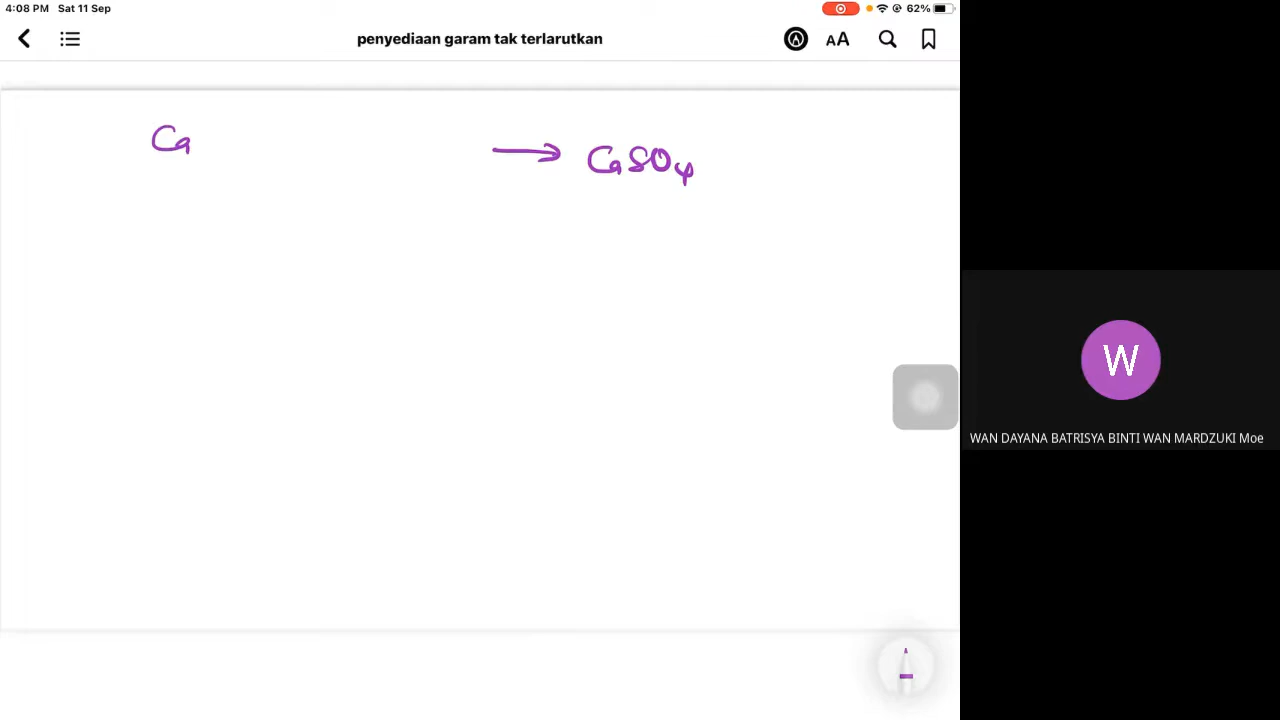 4:08 PM Sat 11 Sep
62%
penyediaan garam tak terlarutkan
AA
Ca → CaSO₄
W
WAN DAYANA BATRISYA BINTI WAN MARDZUKI Moe